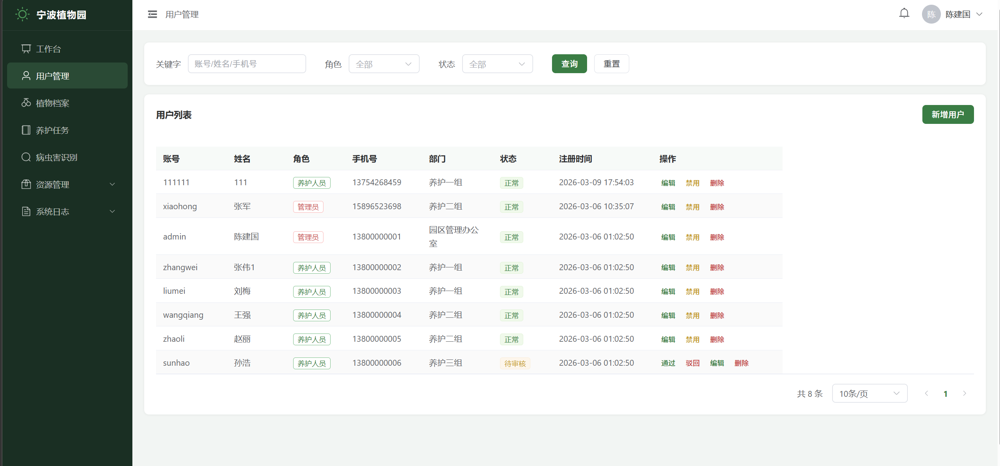 宁波植物园
用户管理
陈
陈建国
工作台
用户管理
植物档案
养护任务
病虫害识别
资源管理
系统日志
关键字 账号/姓名/手机号 角色 全部 状态 全部 查询 重置
用户列表
新增用户
账号 姓名 角色 手机号 部门 状态 注册时间 操作
111111 111 养护人员 13754268459 养护一组 正常 2026-03-09 17:54:03 编辑 禁用 删除
xiaohong 张军 管理员 15896523698 养护二组 正常 2026-03-06 10:35:07 编辑 禁用 删除
admin 陈建国 管理员 13800000001 园区管理办公室 正常 2026-03-06 01:02:50 编辑 禁用 删除
zhangwei 张伟1 养护人员 13800000002 养护一组 正常 2026-03-06 01:02:50 编辑 禁用 删除
liumei 刘梅 养护人员 13800000003 养护一组 正常 2026-03-06 01:02:50 编辑 禁用 删除
wangqiang 王强 养护人员 13800000004 养护二组 正常 2026-03-06 01:02:50 编辑 禁用 删除
zhaoli 赵丽 养护人员 13800000005 养护二组 正常 2026-03-06 01:02:50 编辑 禁用 删除
sunhao 孙浩 养护人员 13800000006 养护三组 待审核 2026-03-06 01:02:50 通过 驳回 编辑 删除
共 8 条 10条/页 1